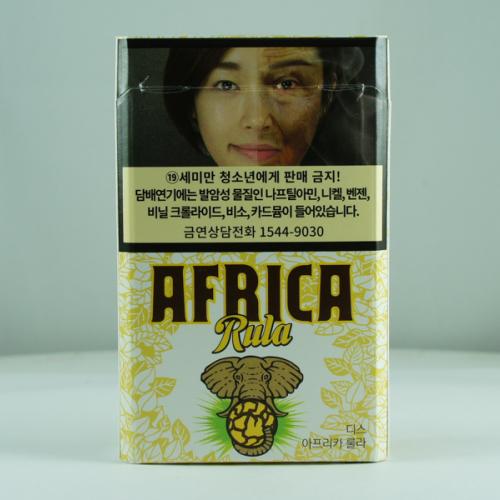 ⑲세미만 청소년에게 판매 금지!
담배연기에는 발암성 물질인 나프틸아민, 니켈, 벤젠,
비닐 크롤라이드, 비소, 카드뮴이 들어있습니다.
금연상담전화 1544-9030
AFRICA
Rula
디스
아프리카 룰라